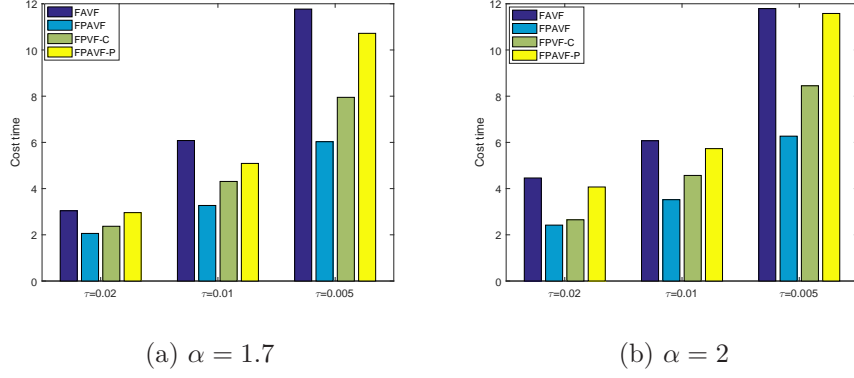 12
10
8
6
4
2
0
Cost time
FAVF
FPAVF
FPVF-C
FPAVF-P
τ=0.02 τ=0.01 τ=0.005
(a) α = 1.7
12
10
8
6
4
2
0
Cost time
FAVF
FPAVF
FPVF-C
FPAVF-P
τ=0.02 τ=0.01 τ=0.005
(b) α = 2